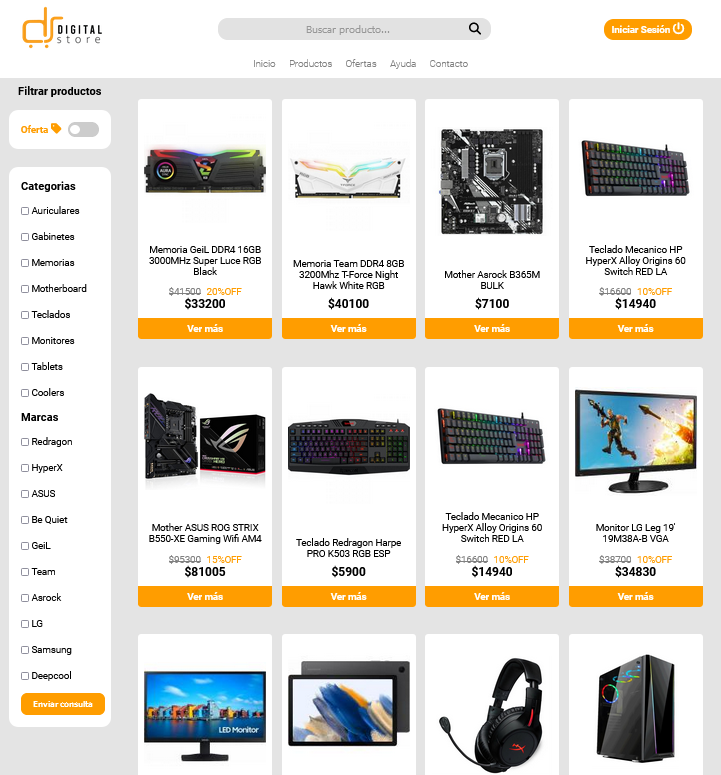 DIGITAL
store
Buscar producto...
Iniciar Sesión
Inicio Productos Ofertas Ayuda Contacto
Filtrar productos
Oferta
Categorias
Auriculares
Gabinetes
Memorias
Motherboard
Teclados
Monitores
Tablets
Coolers
Marcas
Redragon
HyperX
ASUS
Be Quiet
GeiL
Team
Asrock
LG
Samsung
Deepcool
Enviar consulta
Memoria GeiL DDR4 16GB
3000MHz Super Luce RGB
Black
$41500 20%OFF
$33200
Ver más
Memoria Team DDR4 8GB
3200Mhz T-Force Night
Hawk White RGB
$40100
Ver más
Mother Asrock B365M
BULK
$7100
Ver más
Teclado Mecanico HP
HyperX Alloy Origins 60
Switch RED LA
$16600 10%OFF
$14940
Ver más
Mother ASUS ROG STRIX
B550-XE Gaming Wifi AM4
$95300 15%OFF
$81005
Ver más
Teclado Redragon Harpe
PRO K503 RGB ESP
$5900
Ver más
Teclado Mecanico HP
HyperX Alloy Origins 60
Switch RED LA
$16600 10%OFF
$14940
Ver más
Monitor LG Leg 19'
19M38A-B VGA
$38700 10%OFF
$34830
Ver más
LED Monitor